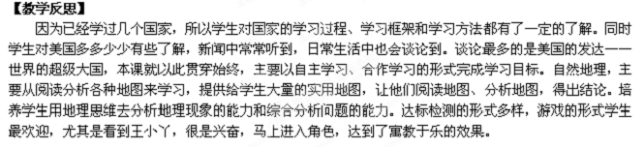 【教学反思】
因为已经学过几个国家，所以学生对国家的学习过程、学习框架和学习方法都有了一定的了解。同时
学生对美国多多少少有些了解，新闻中常常听到，日常生活中也会谈论到。谈论最多的是美国的发达——
世界的超级大国，本课就以此贯穿始终，主要以自主学习、合作学习的形式完成学习目标。自然地理，主
要从阅读分析各种地图来学习，提供给学生大量的实用地图，让他们阅读地图、分析地图，得出结论。培
养学生用地理思维去分析地理现象的能力和综合分析问题的能力。达标检测的形式多样，游戏的形式学生
最欢迎，尤其是看到王小丫，很是兴奋，马上进入角色，达到了寓教于乐的效果。